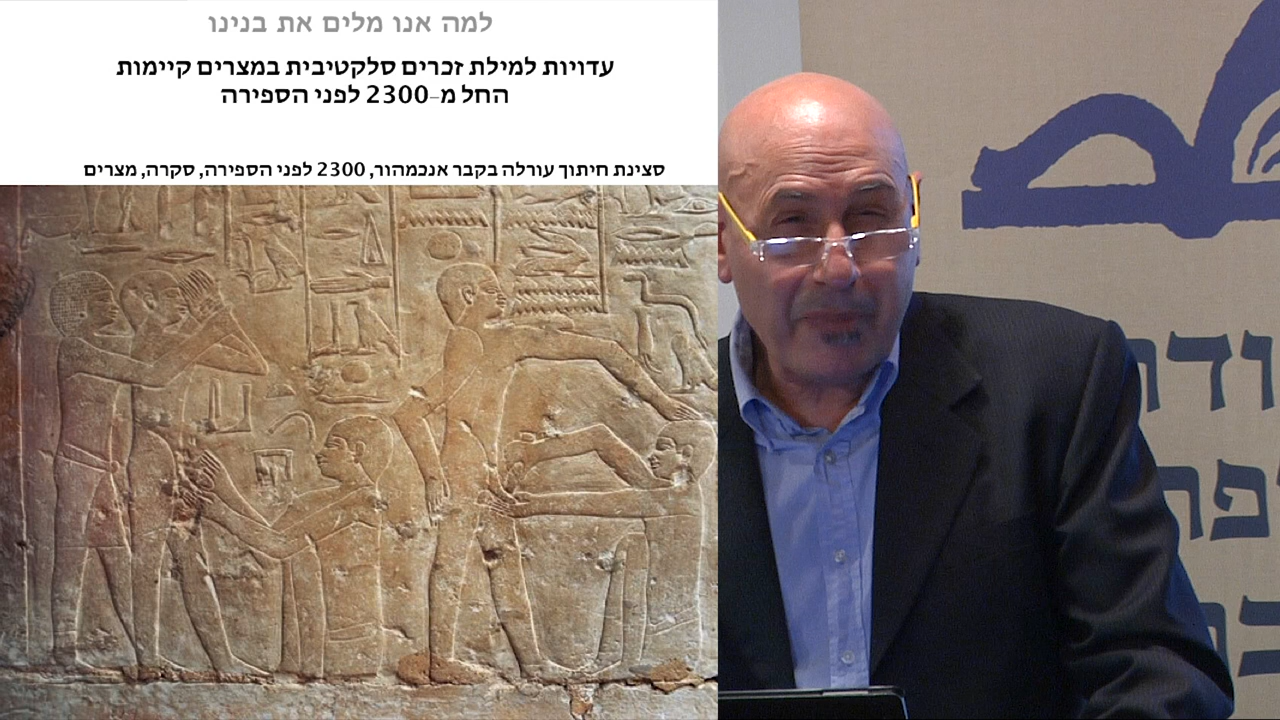 למה אנו מלים את בנינו
עדויות למילת זכרים סלקטיבית במצרים קיימות
החל מ-2300 לפני הספירה
סצינת חיתוך עורלה בקבר אנכמהור, 2300 לפני הספירה, סקרה, מצרים